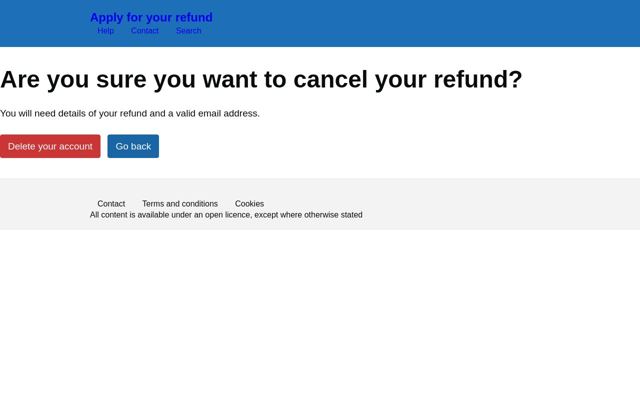 Apply for your refund
Help Contact Search
Are you sure you want to cancel your refund?
You will need details of your refund and a valid email address.
Delete your account Go back
Contact Terms and conditions Cookies
All content is available under an open licence, except where otherwise stated